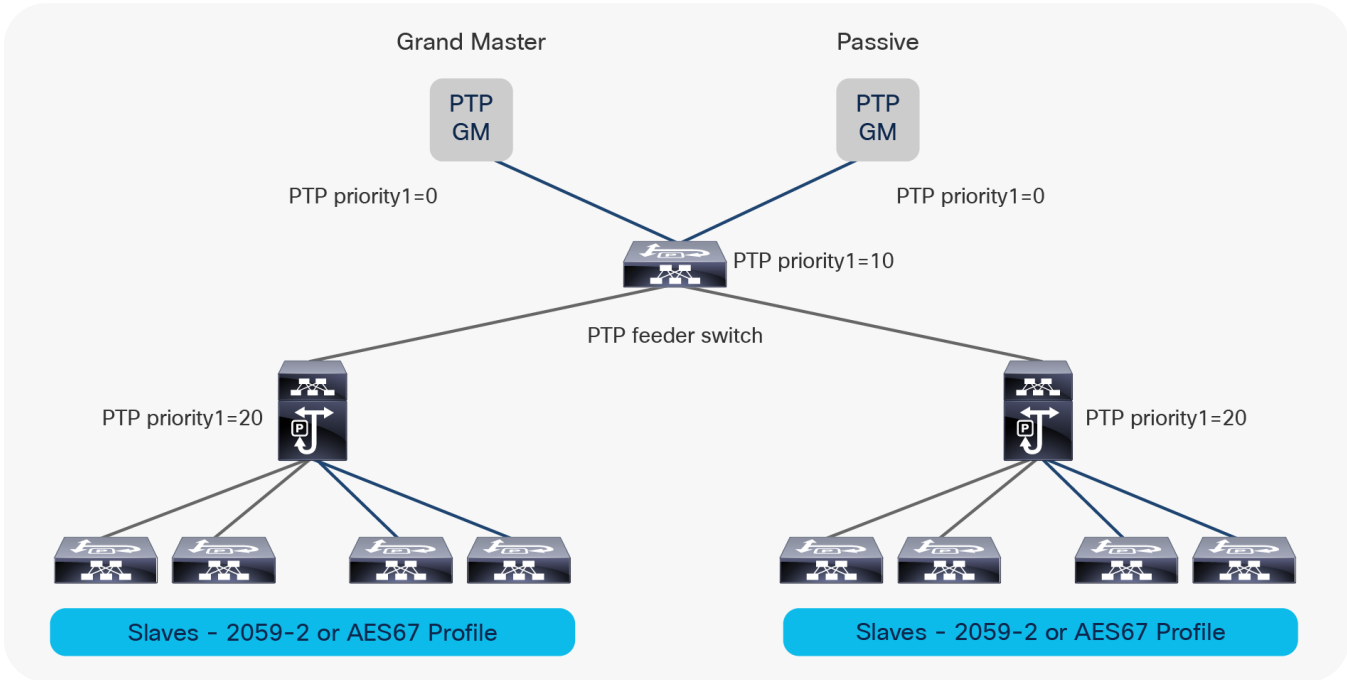 Grand Master
Passive
PTP
GM
PTP
GM
PTP priority1=0
PTP priority1=0
PTP priority1=10
PTP feeder switch
PTP priority1=20
PTP priority1=20
P
P
P
P
P
P
P
P
P
P
P
Slaves - 2059-2 or AES67 Profile
Slaves - 2059-2 or AES67 Profile